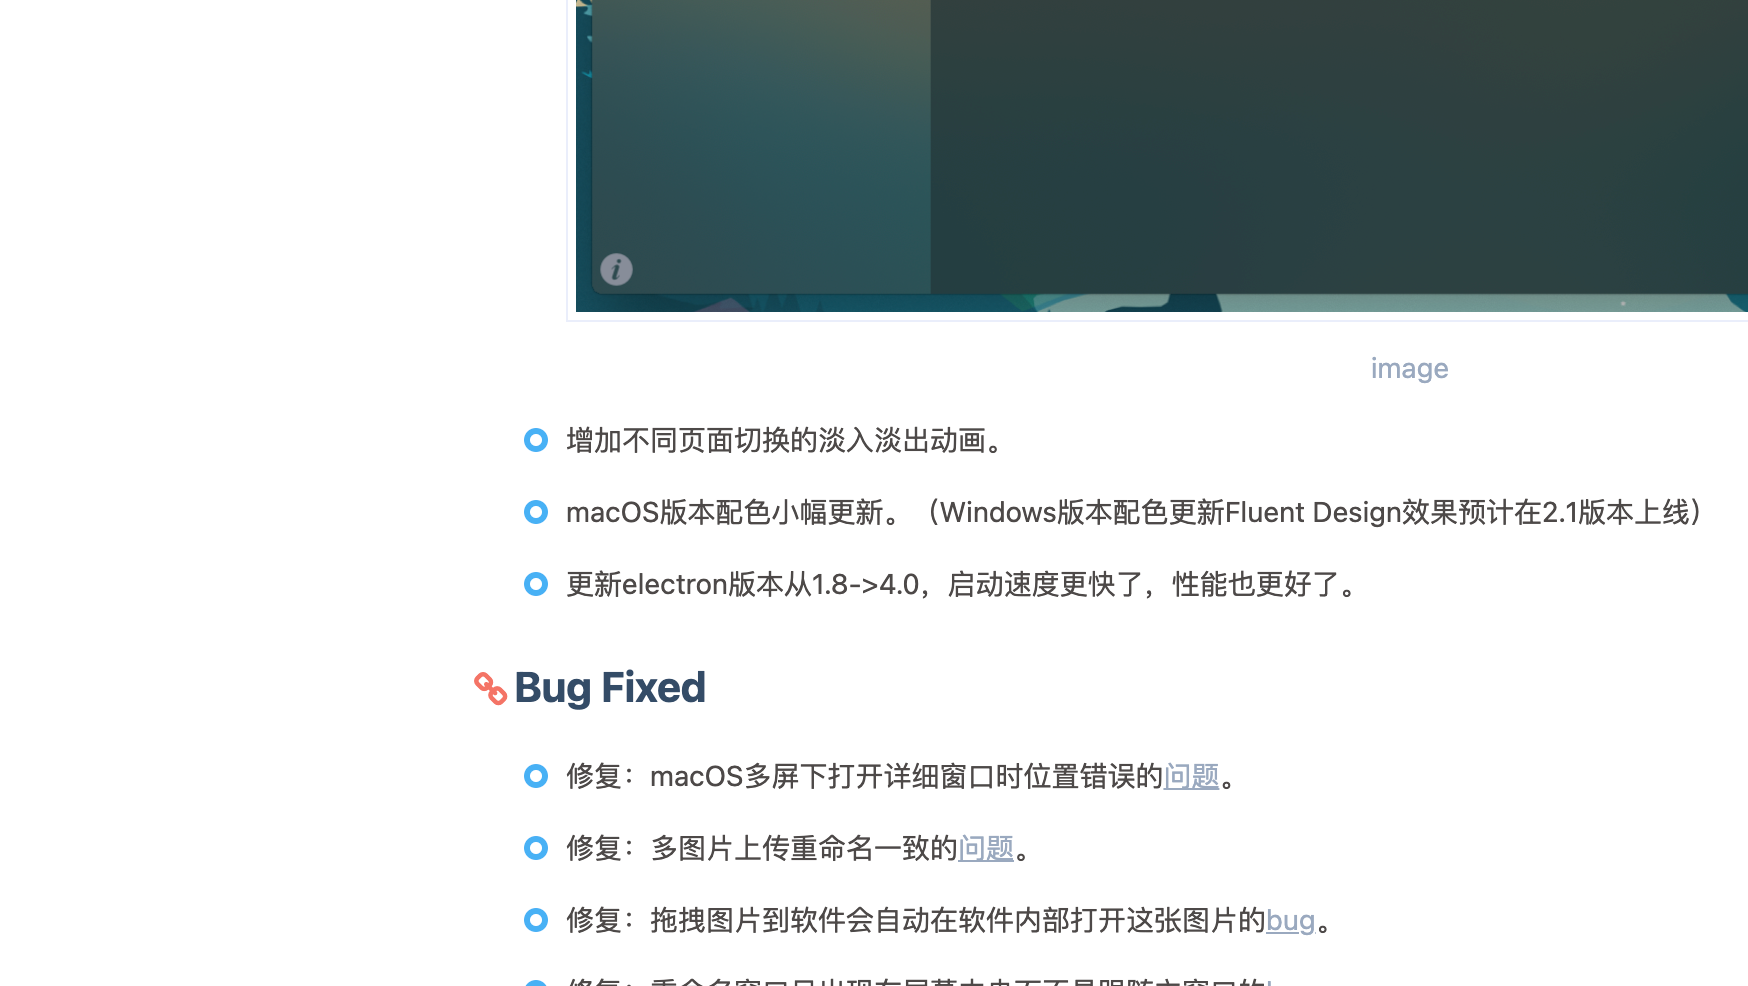 image
增加不同页面切换的淡入淡出动画。
macOS版本配色小幅更新。（Windows版本配色更新Fluent Design效果预计在2.1版本上线）
更新electron版本从1.8->4.0，启动速度更快了，性能也更好了。
Bug Fixed
修复：macOS多屏下打开详细窗口时位置错误的问题。
修复：多图片上传重命名一致的问题。
修复：拖拽图片到软件会自动在软件内部打开这张图片的bug。